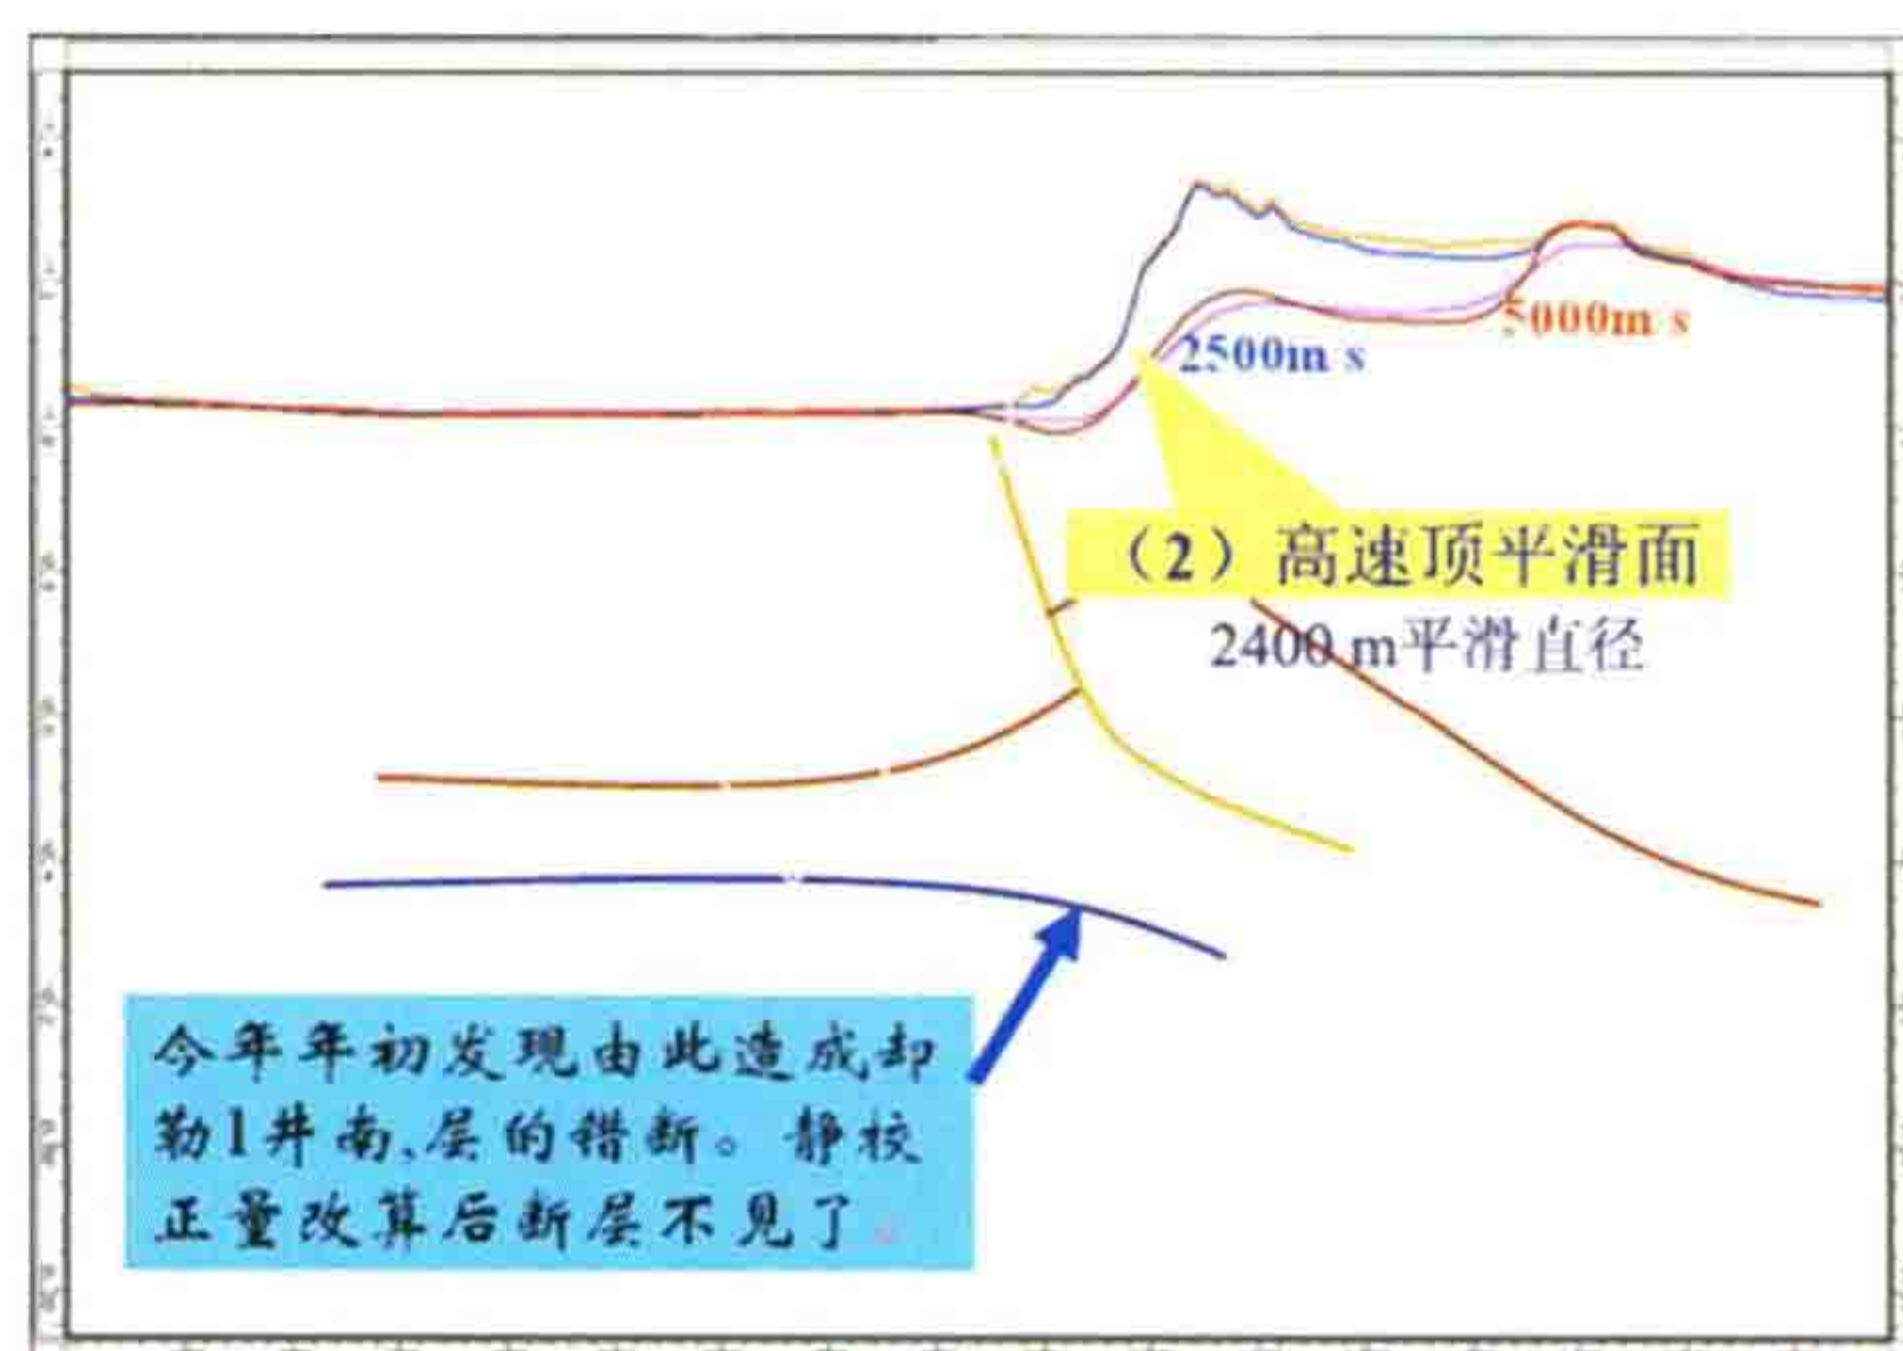 5000m s
2500m s
（2）高速顶平滑面
2400 m平滑直径
今年年初发现由此造成却
勒1井南,层的错断。静校
正量改算后断层不见了。